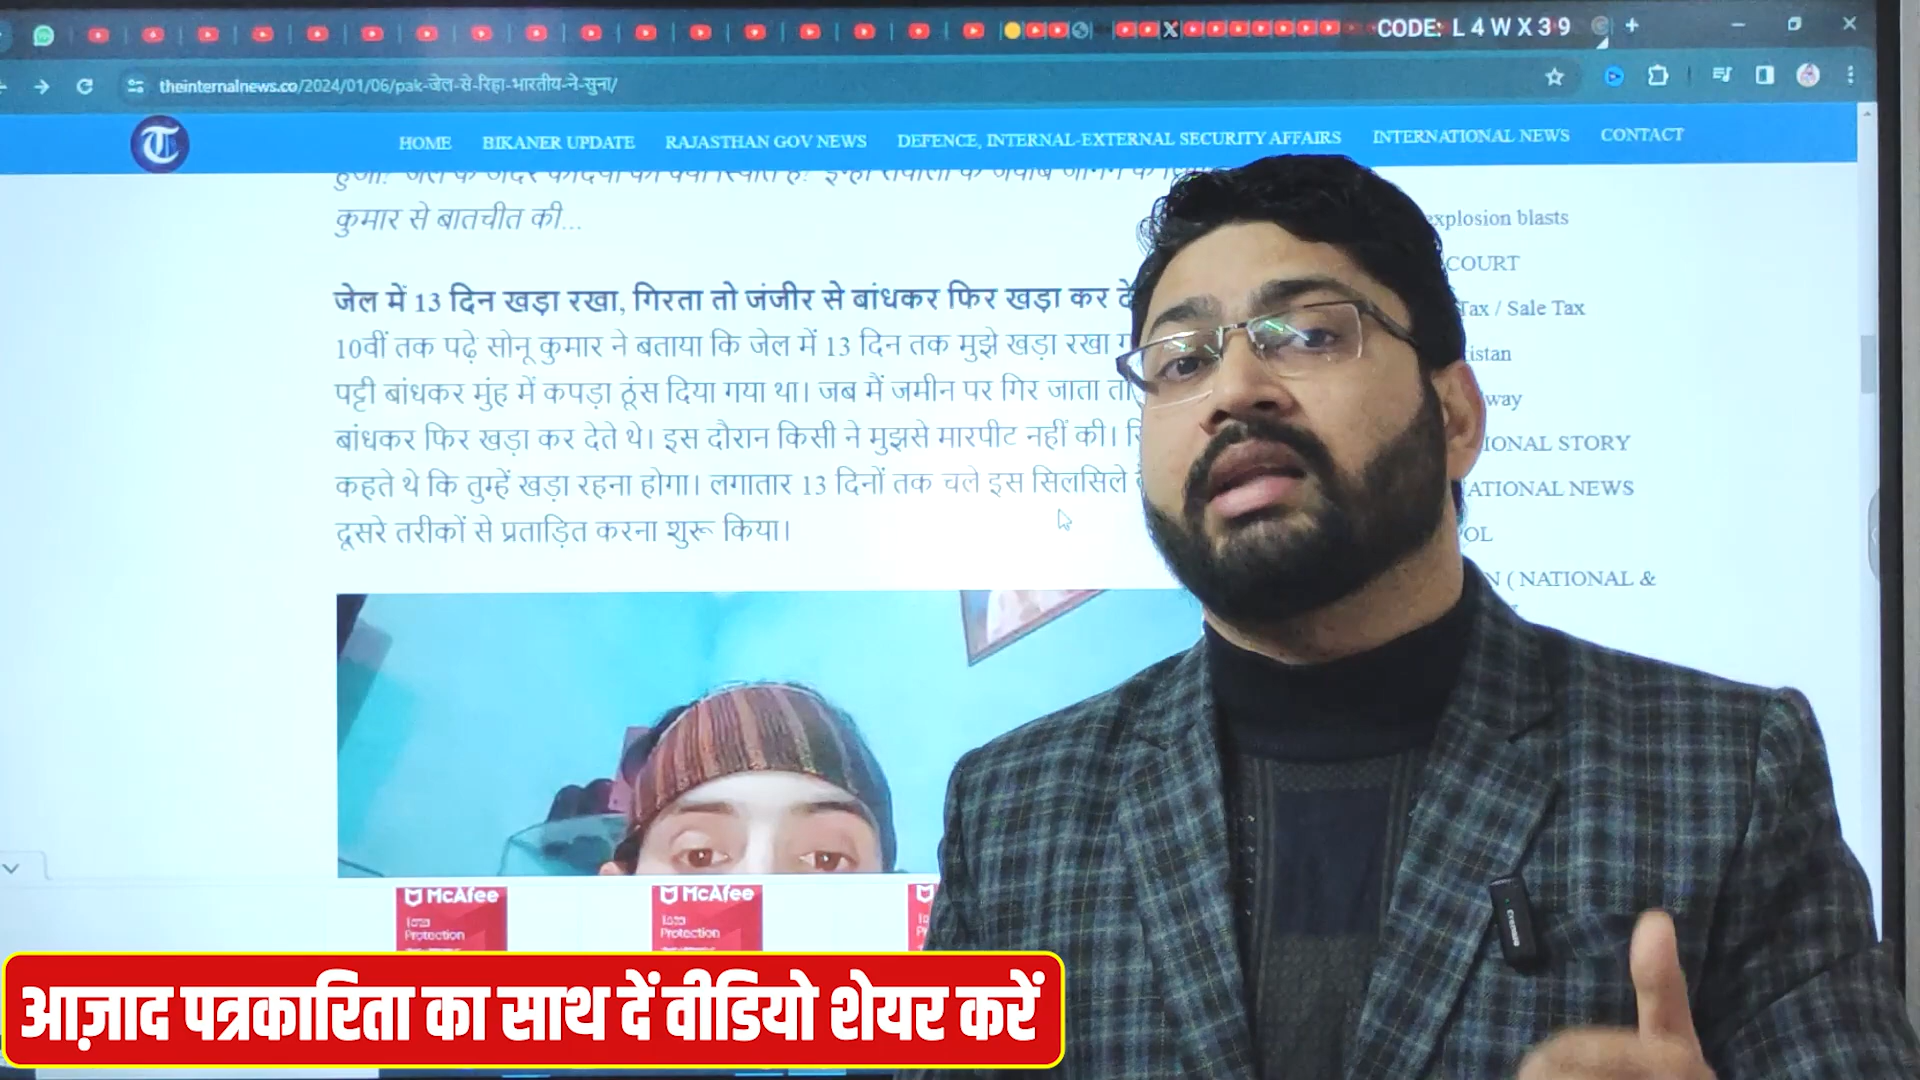 CODE: L4WX39
theinternalnews.co/2024/01/06/pak-जेल-से-रिहा-भारतीय-ने-सुना/
HOME BIKANER UPDATE RAJASTHAN GOV NEWS DEFENCE, INTERNAL-EXTERNAL SECURITY AFFAIRS INTERNATIONAL NEWS CONTACT
कुमार से बातचीत की...
जेल में 13 दिन खड़ा रखा, गिरता तो जंजीर से बांधकर फिर खड़ा कर
10वीं तक पढ़े सोनू कुमार ने बताया कि जेल में 13 दिन तक मुझे खड़ा रखा
पट्टी बांधकर मुंह में कपड़ा ठूंस दिया गया था। जब मैं जमीन पर गिर जाता तो
बांधकर फिर खड़ा कर देते थे। इस दौरान किसी ने मुझसे मारपीट नहीं की।
कहते थे कि तुम्हें खड़ा रहना होगा। लगातार 13 दिनों तक चले इस सिलसिले
दूसरे तरीकों से प्रताड़ित करना शुरू किया।
explosion blasts
COURT
Tax / Sale Tax
istan
way
IONAL STORY
ATIONAL NEWS
POL
N ( NATIONAL &
McAfee McAfee
Total Total
Protection Protection
आज़ाद पत्रकारिता का साथ दें वीडियो शेयर करें